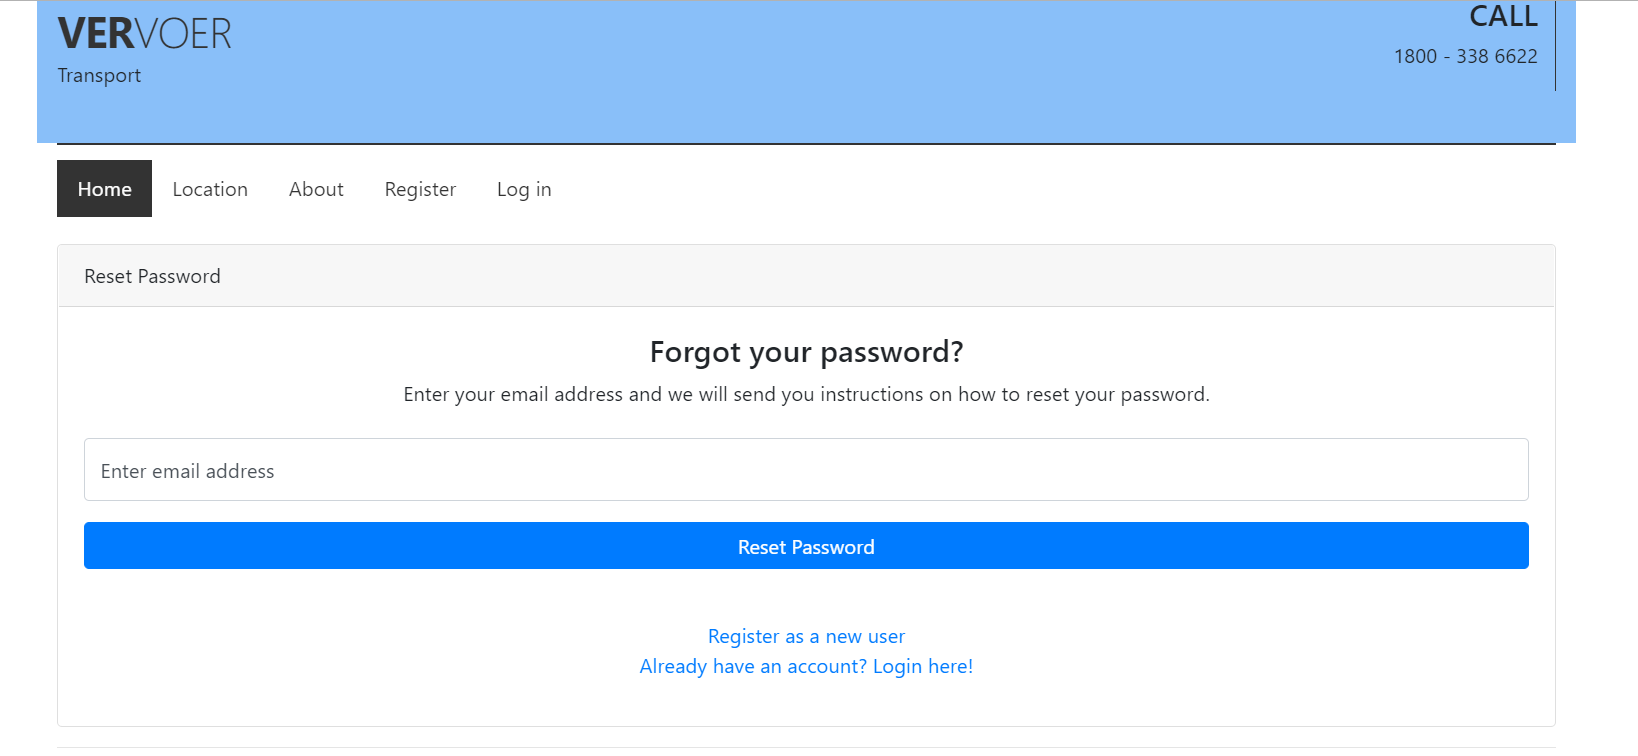 VERVOER
Transport
CALL
1800 - 338 6622
Home Location About Register Log in
Reset Password
Forgot your password?
Enter your email address and we will send you instructions on how to reset your password.
Enter email address
Reset Password
Register as a new user
Already have an account? Login here!